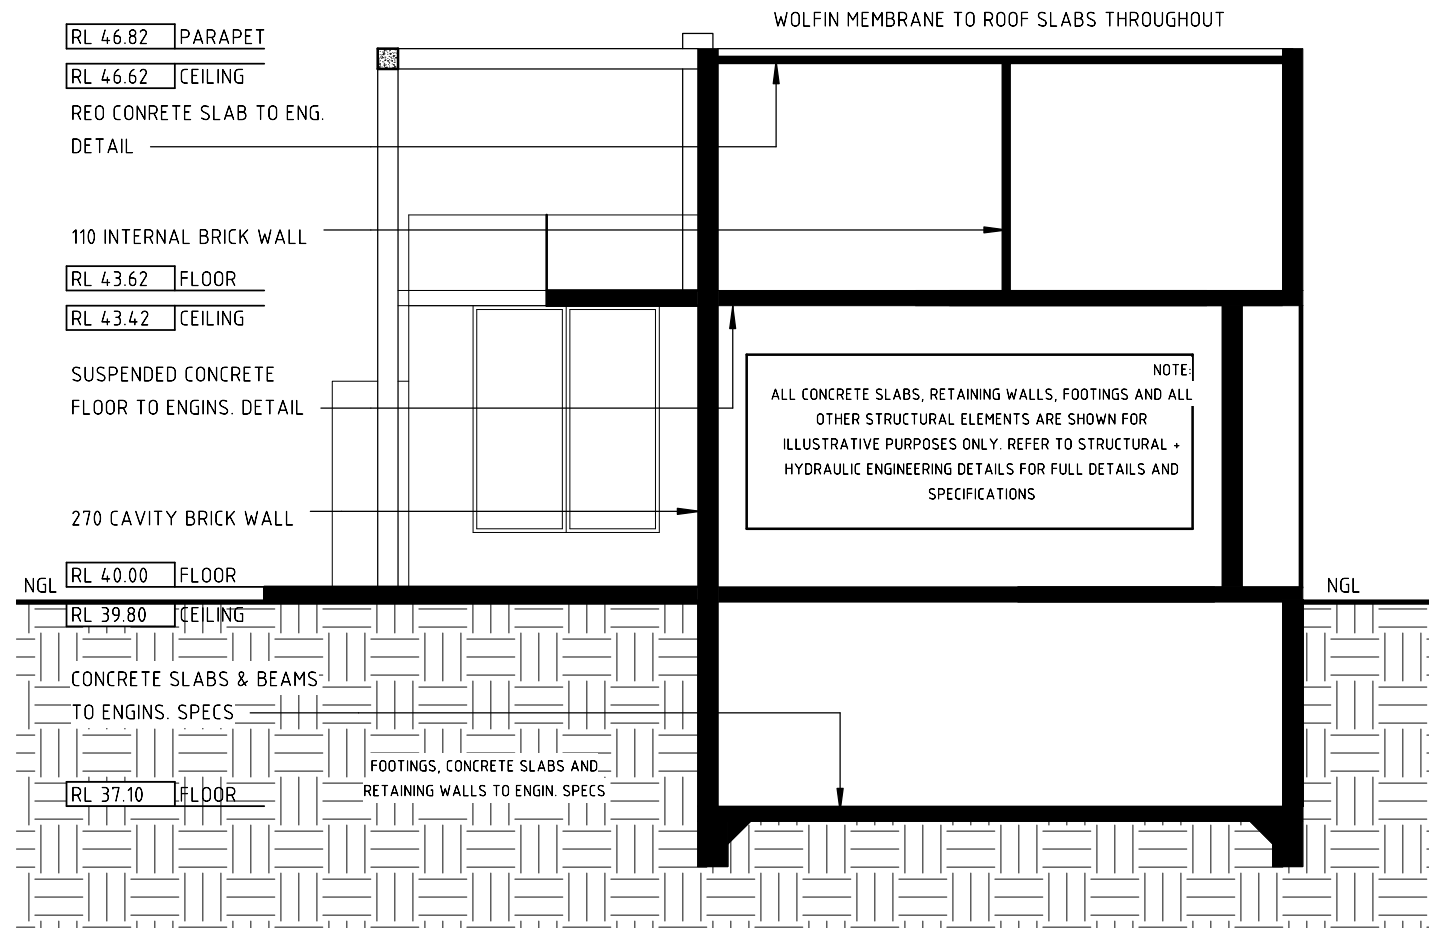 WOLFIN MEMBRANE TO ROOF SLABS THROUGHOUT
RL 46.82 PARAPET
RL 46.62 CEILING
REO CONRETE SLAB TO ENG.
DETAIL
110 INTERNAL BRICK WALL
RL 43.62 FLOOR
RL 43.42 CEILING
SUSPENDED CONCRETE
FLOOR TO ENGINS. DETAIL
NOTE:
ALL CONCRETE SLABS, RETAINING WALLS, FOOTINGS AND ALL
OTHER STRUCTURAL ELEMENTS ARE SHOWN FOR
ILLUSTRATIVE PURPOSES ONLY. REFER TO STRUCTURAL +
HYDRAULIC ENGINEERING DETAILS FOR FULL DETAILS AND
SPECIFICATIONS
270 CAVITY BRICK WALL
RL 40.00 FLOOR
NGL
NGL
RL 39.80 CEILING
CONCRETE SLABS & BEAMS
TO ENGINS. SPECS
FOOTINGS, CONCRETE SLABS AND
RETAINING WALLS TO ENGIN. SPECS
RL 37.10 FLOOR